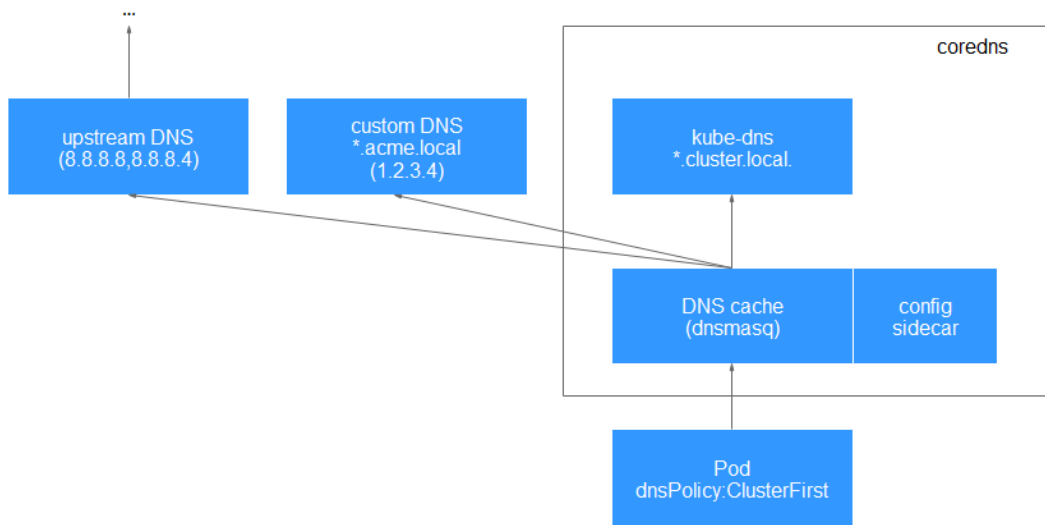 ...
coredns
upstream DNS
(8.8.8.8,8.8.8.4)
custom DNS
*.acme.local
(1.2.3.4)
kube-dns
*.cluster.local.
DNS cache
(dnsmasq)
config
sidecar
Pod
dnsPolicy:ClusterFirst